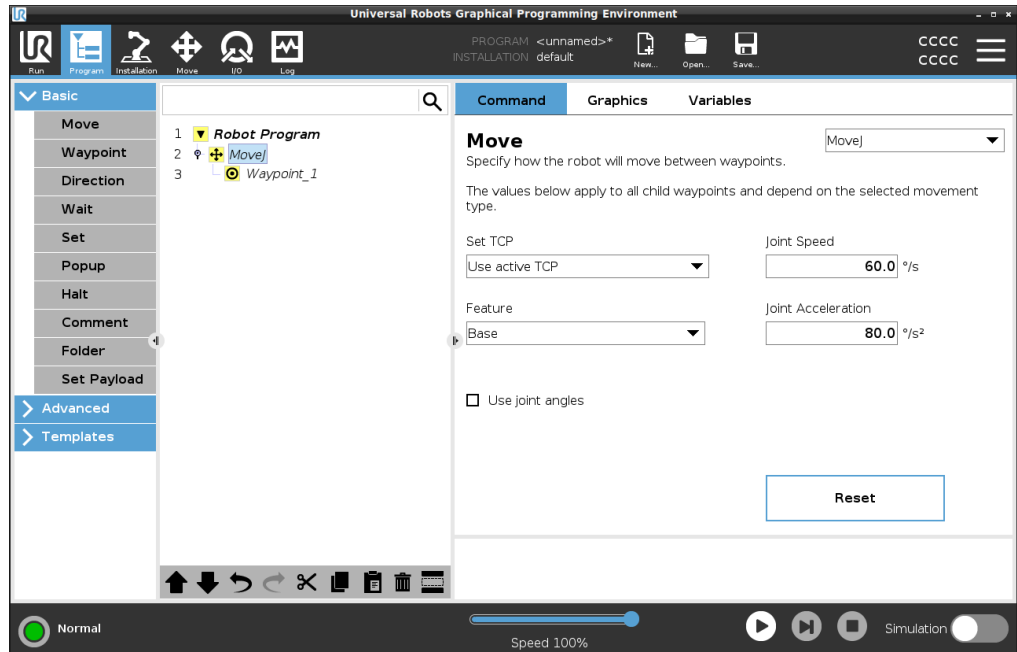 Universal Robots Graphical Programming Environment
UR
Run
Program
Installation
Move
I/O
Log
PROGRAM <unnamed>*
INSTALLATION default
New...
Open...
Save...
CCCC
CCCC
Basic
Move
Waypoint
Direction
Wait
Set
Popup
Halt
Comment
Folder
Set Payload
Advanced
Templates
1 Robot Program
2 MoveJ
3 Waypoint_1
Command Graphics Variables
Move
MoveJ
Specify how the robot will move between waypoints.
The values below apply to all child waypoints and depend on the selected movement
type.
Set TCP
Use active TCP
Joint Speed
60.0 °/s
Feature
Base
Joint Acceleration
80.0 °/s²
Use joint angles
Reset
Normal
Speed 100%
Simulation